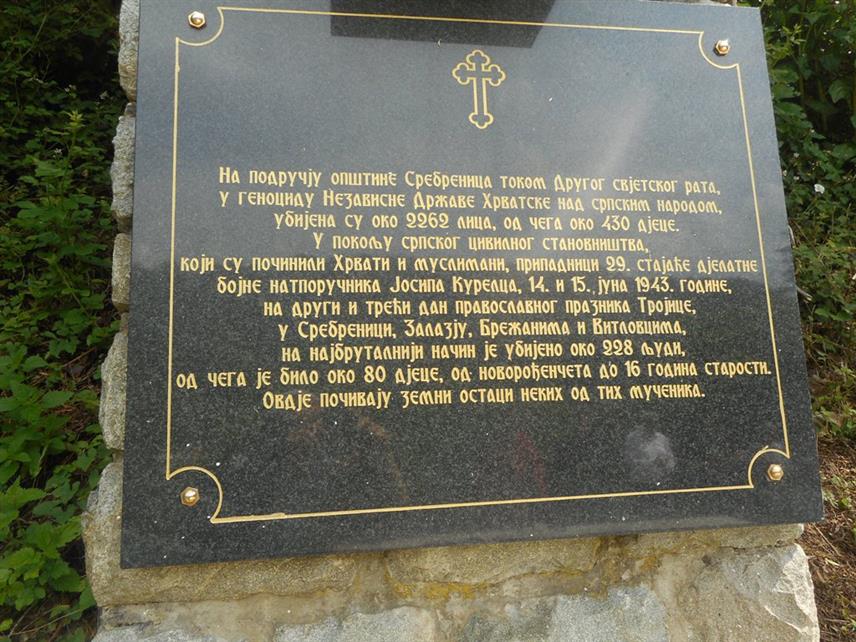 На подручју општине Сребреница током Другог свјетског рата,
у геноциду Независне Државе Хрватске над српским народом,
убијена су око 2262 лица, од чега око 430 дјеце.
У покољу српског цивилног становништва,
који су починили Хрвати и муслимани, припадници 29. стајаће дјелатне
бојне натпоручника Јосипа Курелца, 14. и 15. јуна 1943. године,
на други и трећи дан православног празника Тројице,
у Сребреници, Залазју, Брежанима и Витловцима,
на најбруталнији начин је убијено око 228 људи,
од чега је било око 80 дјеце, од новорођенчета до 16 година старости.
Овдје почивају земни остаци неких од тих мученика.